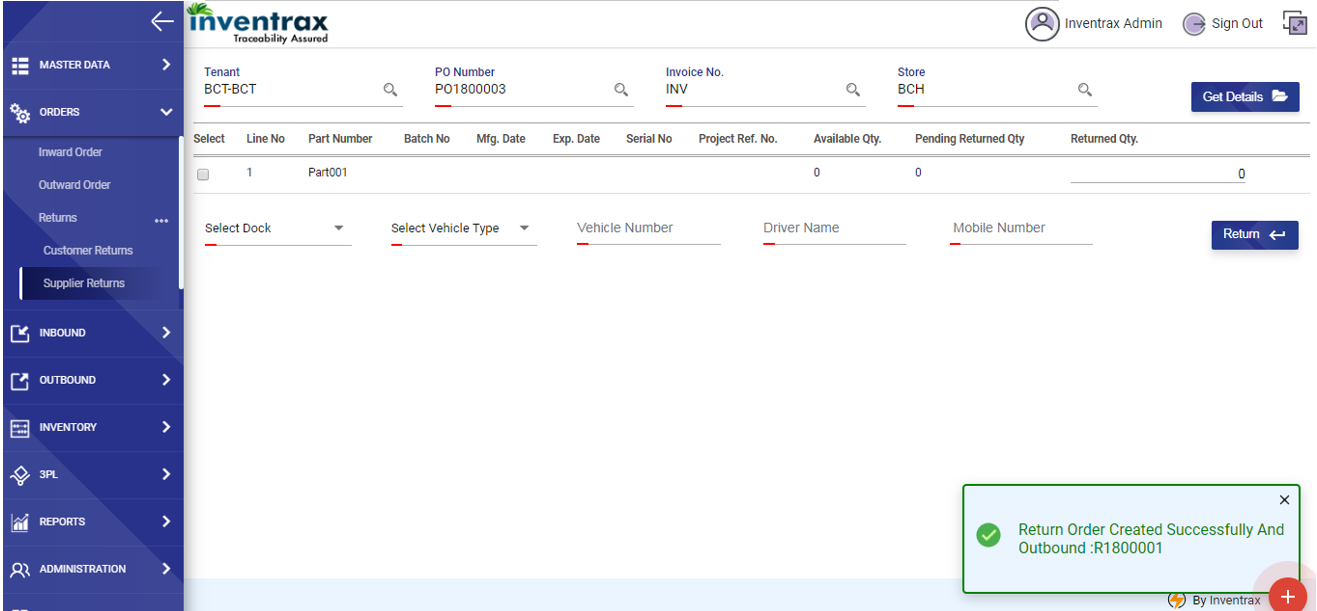 inventrax
Traceability Assured
Inventrax Admin
Sign Out
MASTER DATA
ORDERS
Inward Order
Outward Order
Returns
Customer Returns
Supplier Returns
INBOUND
OUTBOUND
INVENTORY
3PL
REPORTS
ADMINISTRATION
Tenant PO Number Invoice No. Store
BCT-BCT PO1800003 INV BCH
Get Details
Select Line No Part Number Batch No Mfg. Date Exp. Date Serial No Project Ref. No. Available Qty. Pending Returned Qty Returned Qty.
1 Part001 0 0 0
Select Dock Select Vehicle Type Vehicle Number Driver Name Mobile Number Return
Return Order Created Successfully And
Outbound :R1800001
By Inventrax